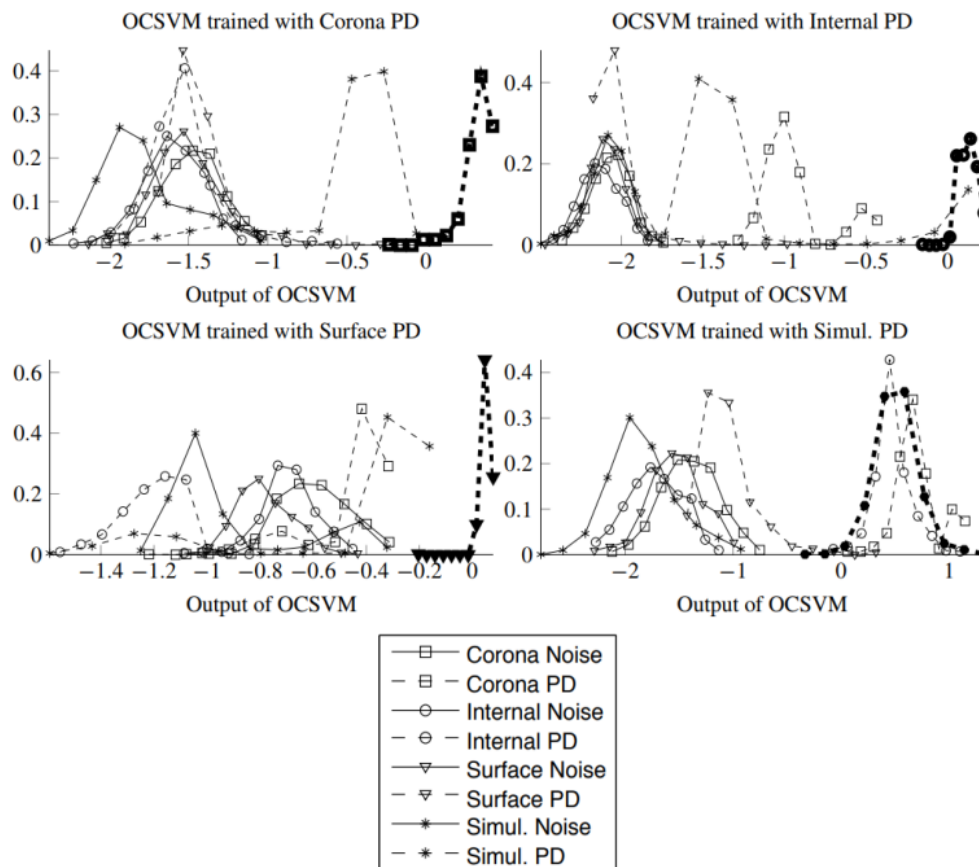 OCSVM trained with Corona PD
0.4
0.3
0.2
0.1
0
−2
−1.5
−1
−0.5
0
Output of OCSVM
OCSVM trained with Internal PD
0.4
0.2
0
−2
−1.5
−1
−0.5
0
Output of OCSVM
OCSVM trained with Surface PD
0.6
0.4
0.2
0
−1.4
−1.2
−1
−0.8
−0.6
−0.4
−0.2
0
Output of OCSVM
OCSVM trained with Simul. PD
0.4
0.3
0.2
0.1
0
−2
−1
0
1
Output of OCSVM
Corona Noise
Corona PD
Internal Noise
Internal PD
Surface Noise
Surface PD
Simul. Noise
Simul. PD